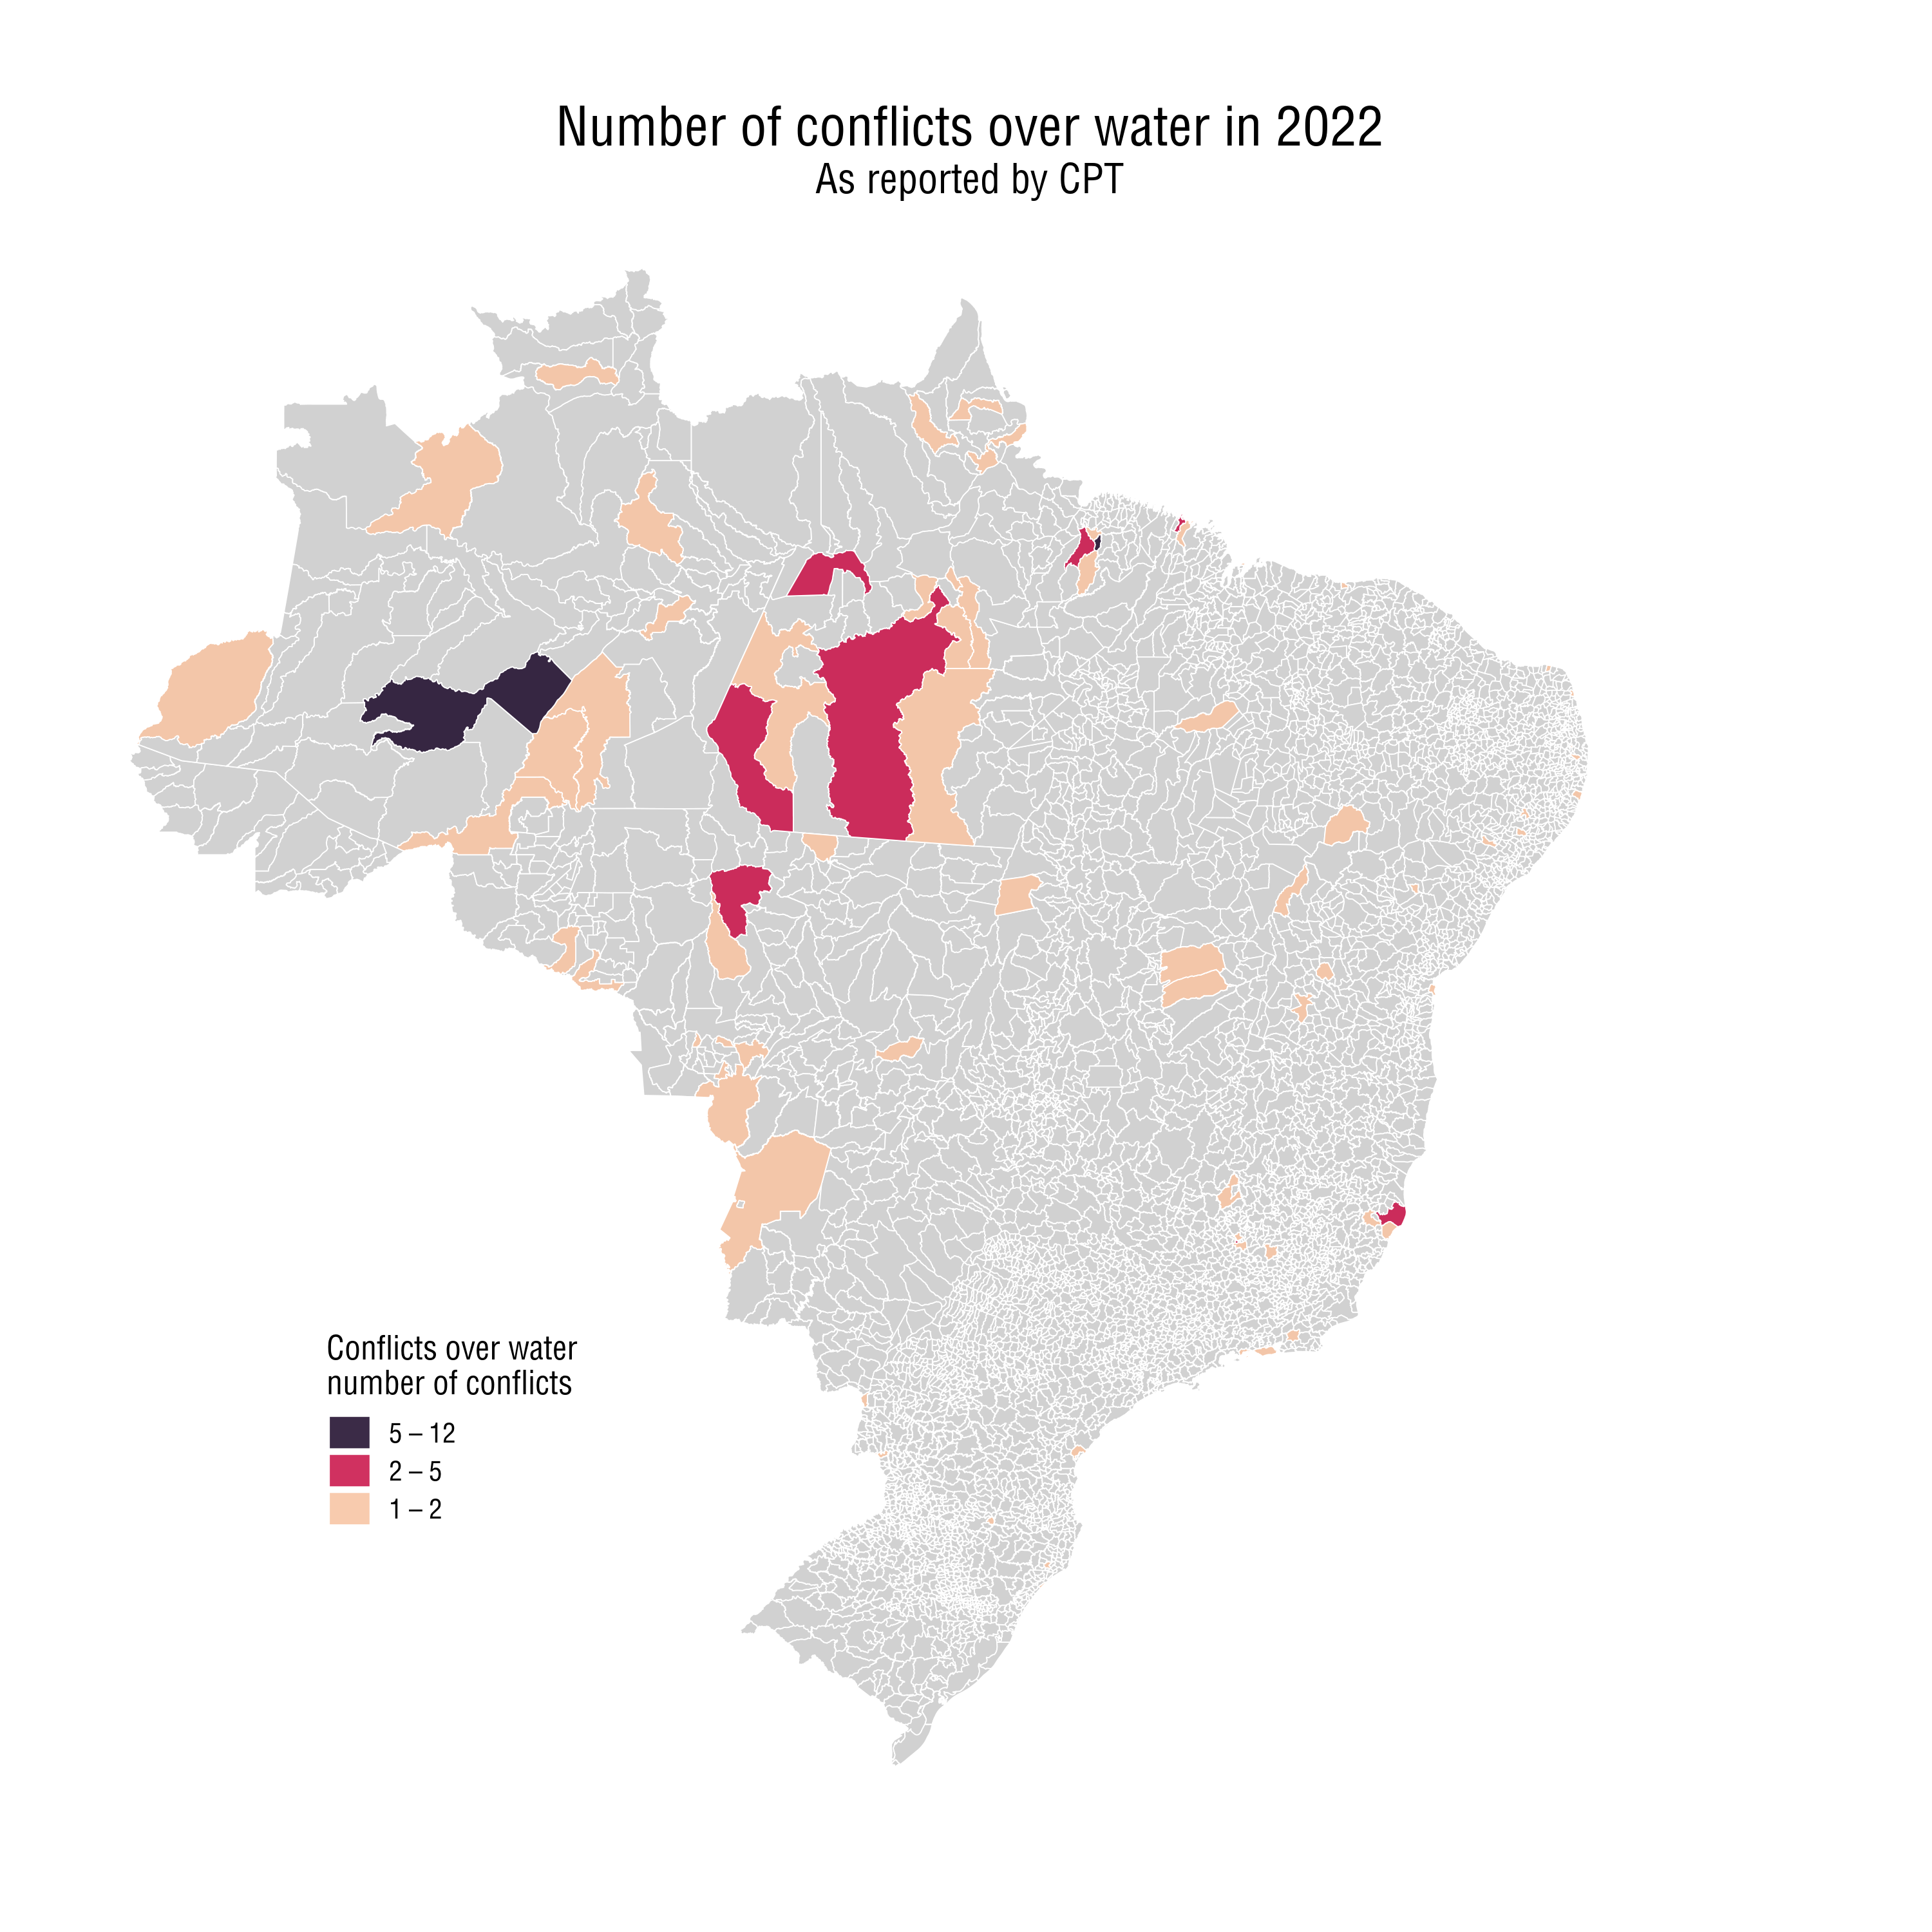 Number of conflicts over water in 2022
As reported by CPT
Conflicts over water
number of conflicts
5 – 12
2 – 5
1 – 2